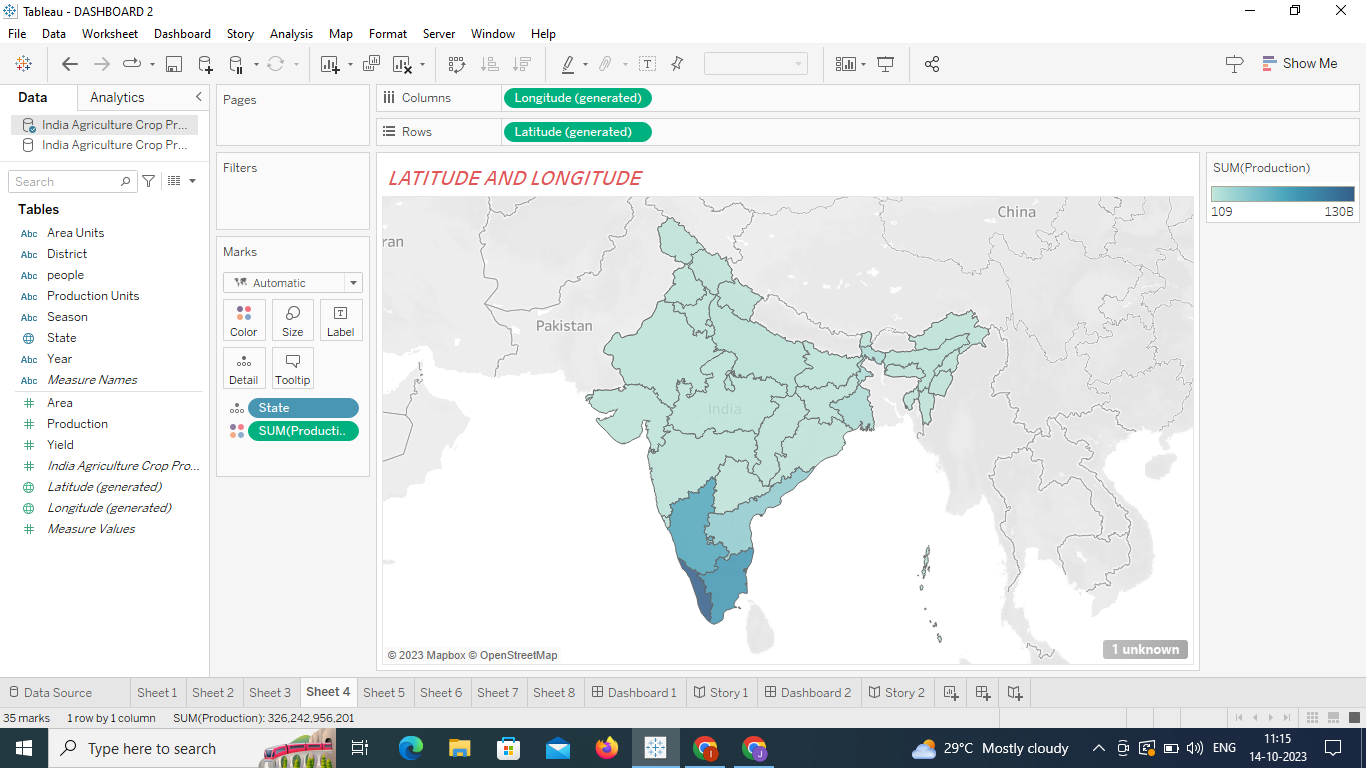 Tableau - DASHBOARD 2
File Data Worksheet Dashboard Story Analysis Map Format Server Window Help
Show Me
Data Analytics
India Agriculture Crop Pr...
India Agriculture Crop Pr...
Search
Tables
Abc Area Units
Abc District
Abc people
Abc Production Units
Abc Season
State
Abc Year
Abc Measure Names
# Area
# Production
# Yield
# India Agriculture Crop Pro...
Latitude (generated)
Longitude (generated)
# Measure Values
Pages
Filters
Marks
Automatic
Color Size Label
Detail Tooltip
State
SUM(Producti..
Columns Longitude (generated)
Rows Latitude (generated)
LATITUDE AND LONGITUDE
China
ran
Pakistan
India
© 2023 Mapbox © OpenStreetMap
1 unknown
SUM(Production)
109 130B
Data Source Sheet 1 Sheet 2 Sheet 3 Sheet 4 Sheet 5 Sheet 6 Sheet 7 Sheet 8 Dashboard 1 Story 1 Dashboard 2 Story 2
35 marks 1 row by 1 column SUM(Production): 326,242,956,201
Type here to search
29°C Mostly cloudy
ENG
11:15
14-10-2023